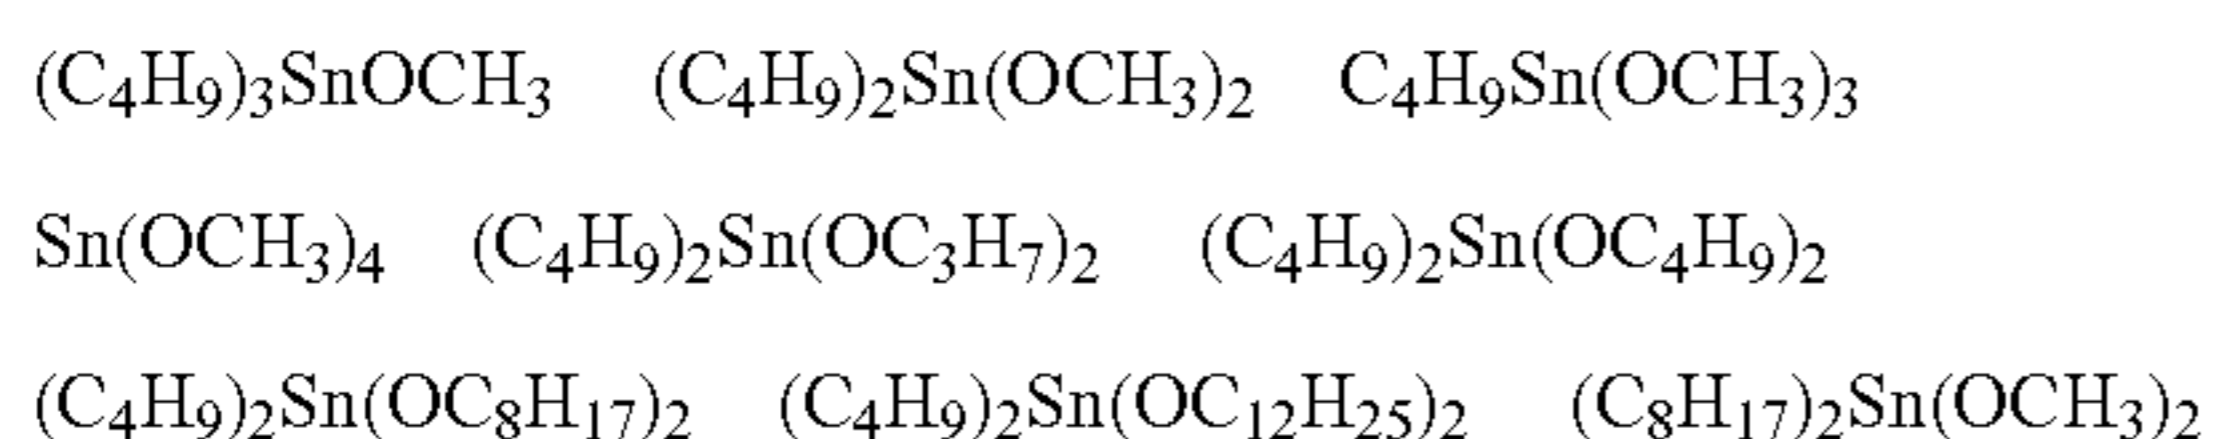 (C₄H₉)₃SnOCH₃ (C₄H₉)₂Sn(OCH₃)₂ C₄H₉Sn(OCH₃)₃
Sn(OCH₃)₄ (C₄H₉)₂Sn(OC₃H₇)₂ (C₄H₉)₂Sn(OC₄H₉)₂
(C₄H₉)₂Sn(OC₈H₁₇)₂ (C₄H₉)₂Sn(OC₁₂H₂₅)₂ (C₈H₁₇)₂Sn(OCH₃)₂